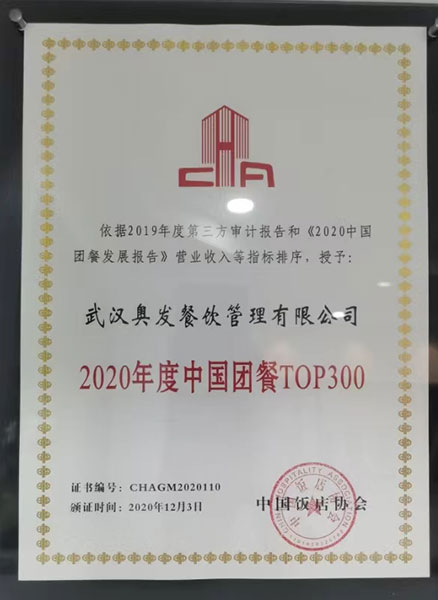 CHA
依据2019年度第三方审计报告和《2020中国
团餐发展报告》营业收入等指标排序，授予：
武汉奥发餐饮管理有限公司
2020年度中国团餐TOP300
证书编号：CHAGM2020110
颁证时间：2020年12月3日
中国饭店协会